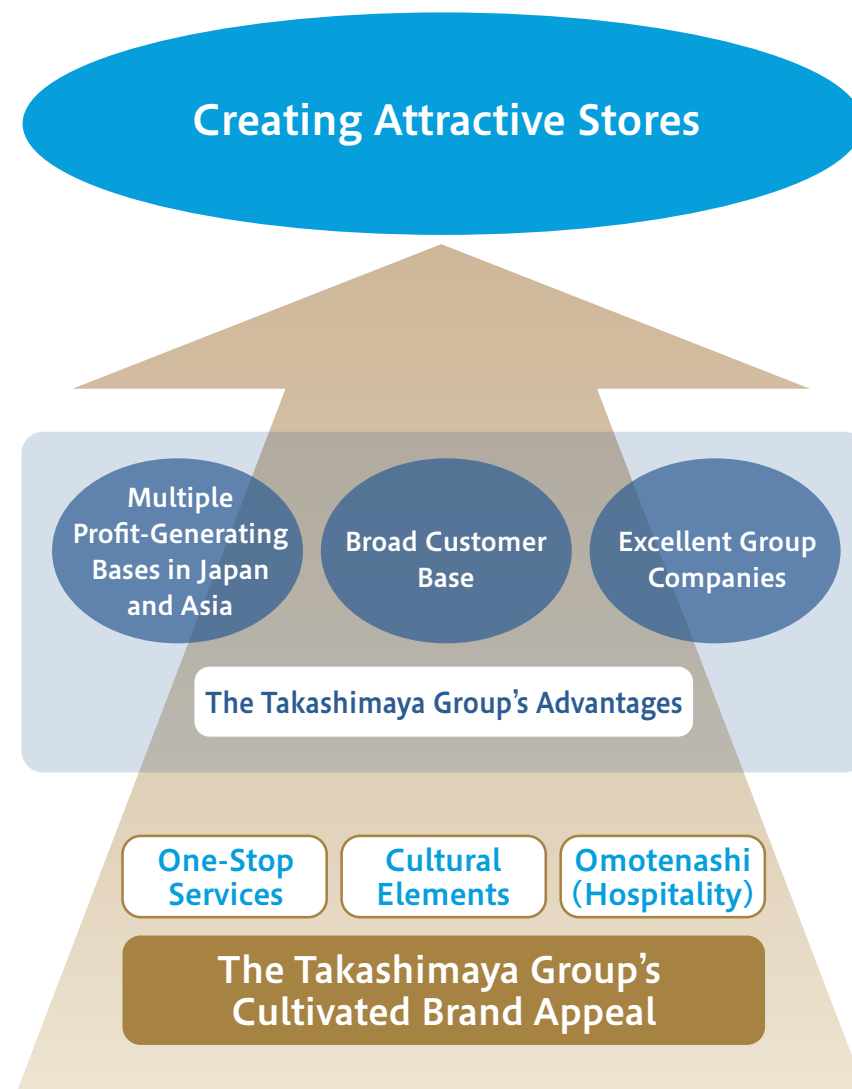 Creating Attractive Stores
Multiple
Profit-Generating
Bases in Japan
and Asia
Broad Customer
Base
Excellent Group
Companies
The Takashimaya Group's Advantages
One-Stop
Services
Cultural
Elements
Omotenashi
(Hospitality)
The Takashimaya Group's
Cultivated Brand Appeal